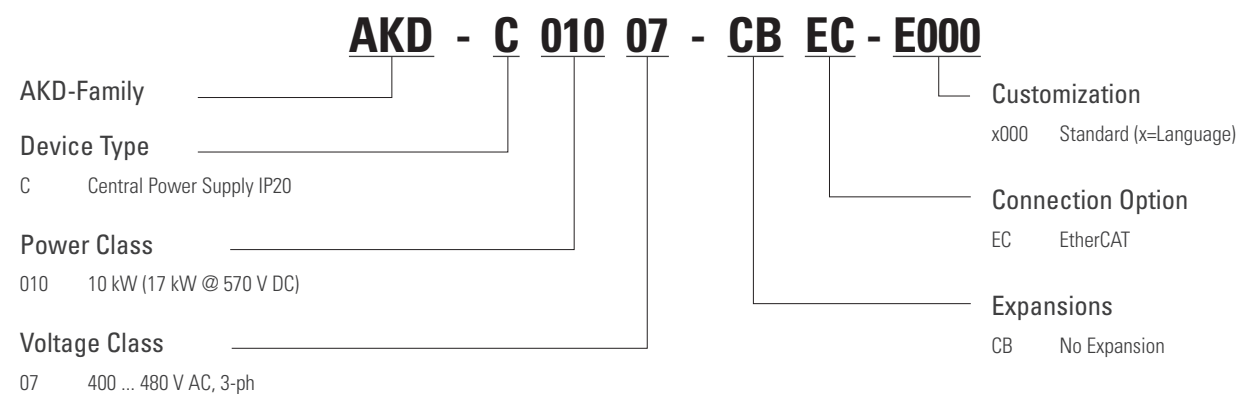 AKD - C 010 07 - CB EC - E000
AKD-Family
Device Type
C Central Power Supply IP20
Power Class
010 10 kW (17 kW @ 570 V DC)
Voltage Class
07 400 ... 480 V AC, 3-ph
Customization
x000 Standard (x=Language)
Connection Option
EC EtherCAT
Expansions
CB No Expansion